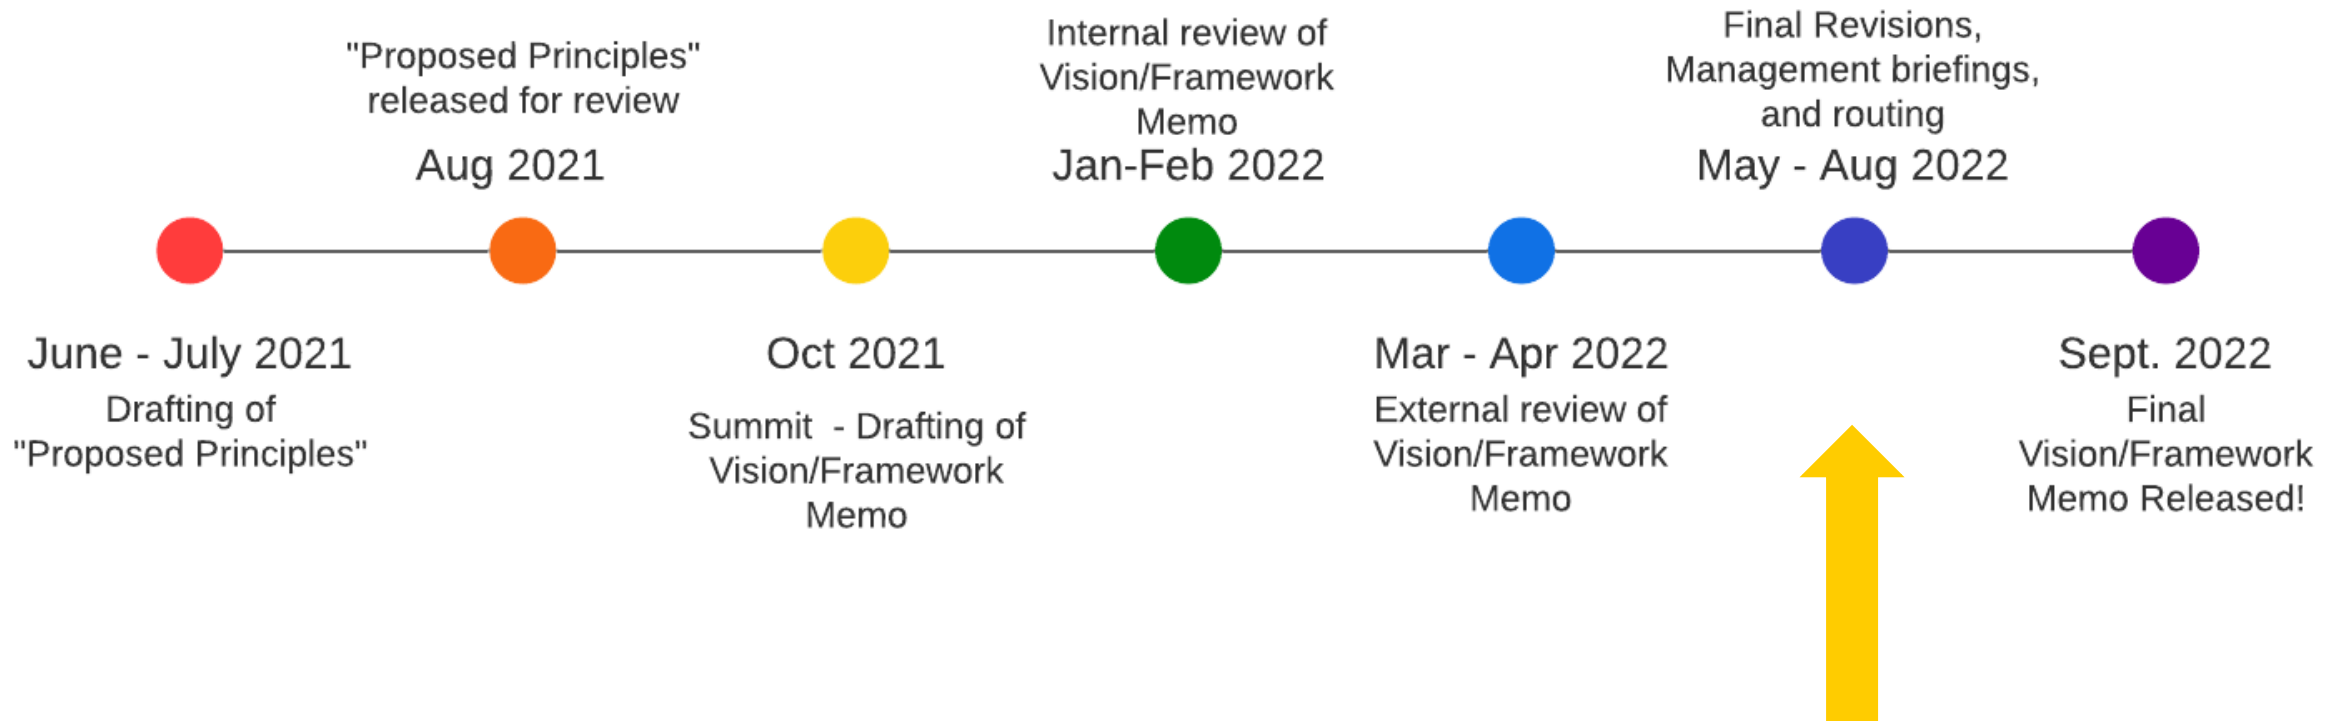 June - July 2021
Drafting of
"Proposed Principles"
"Proposed Principles"
released for review
Aug 2021
Oct 2021
Summit  - Drafting of
Vision/Framework
Memo
Internal review of
Vision/Framework
Memo
Jan-Feb 2022
Mar - Apr 2022
External review of
Vision/Framework
Memo
Final Revisions,
Management briefings,
and routing
May - Aug 2022
Sept. 2022
Final
Vision/Framework
Memo Released!